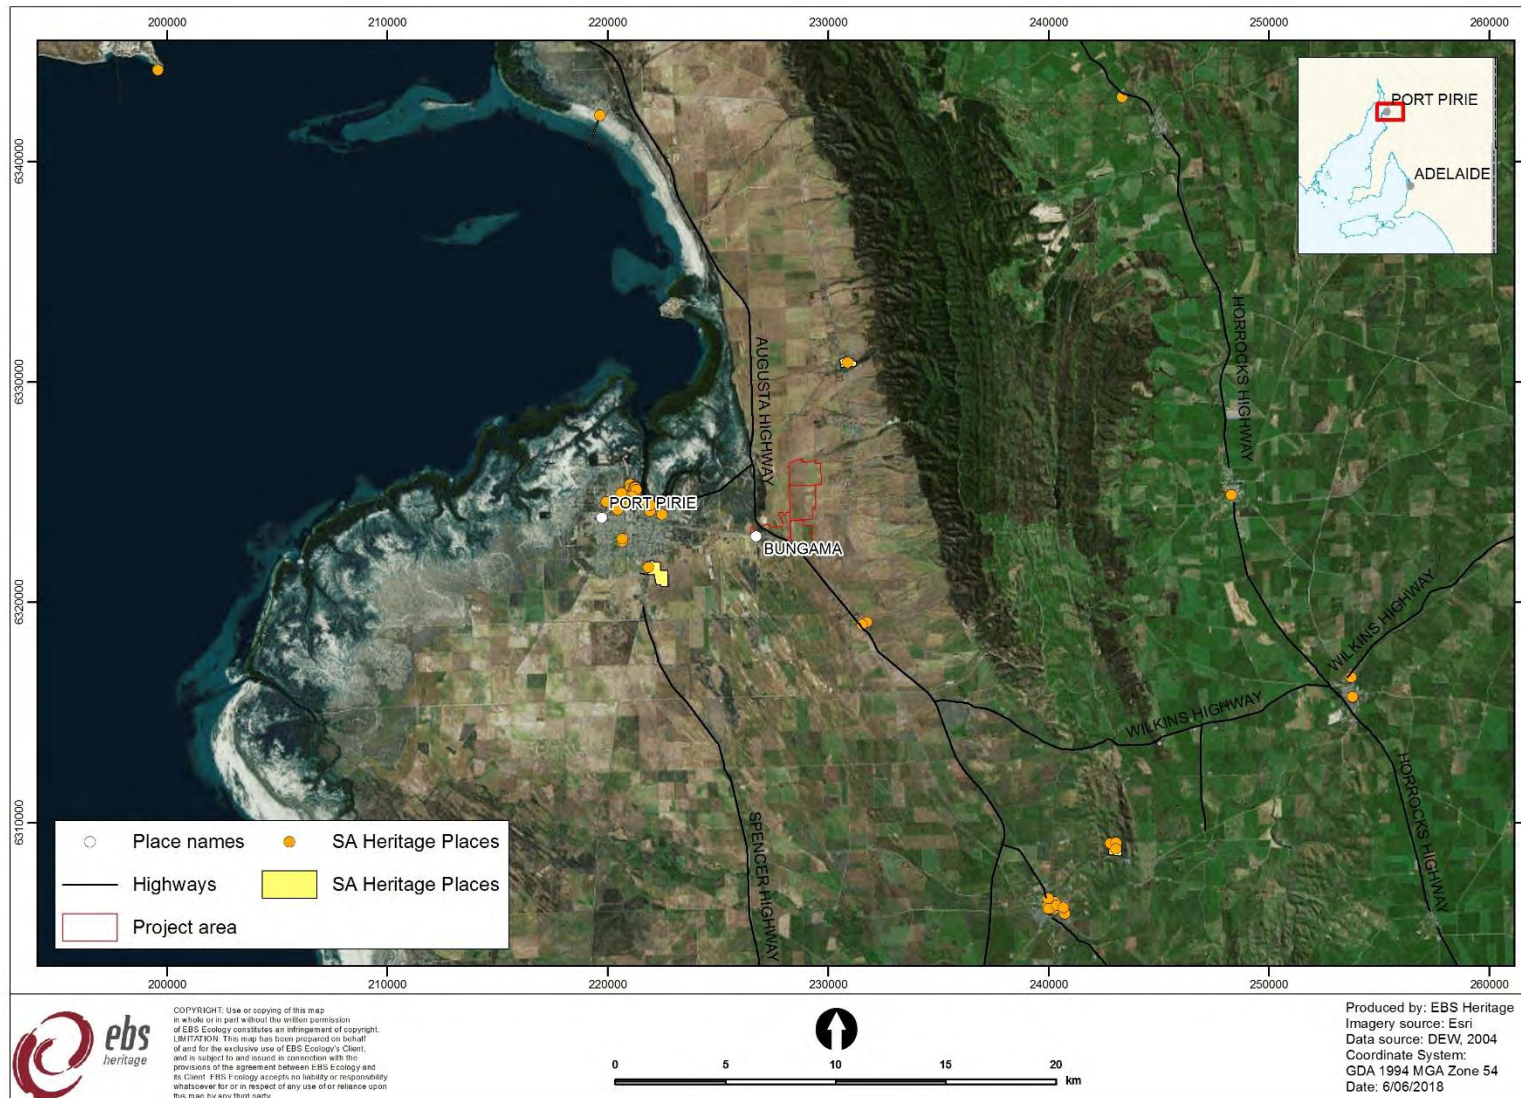 200000 210000 220000 230000 240000 250000 260000
6340000
6330000
6320000
6310000
PORT PIRIE
ADELAIDE
AUGUSTA HIGHWAY
HORROCKS HIGHWAY
PORT PIRIE
BUNGAMA
WILKINS HIGHWAY
WILKINS HIGHWAY
HORROCKS HIGHWAY
SPENCER HIGHWAY
Place names SA Heritage Places
Highways SA Heritage Places
Project area
200000 210000 220000 230000 240000 250000 260000
ebs
heritage
COPYRIGHT: Use or copying of this map
in whole or in part without the written permission
of EBS Ecology constitutes an infringement of copyright.
LIMITATION: This map has been prepared on behalf
of and for the exclusive use of EBS Ecology's Client,
and is subject to and issued in connection with the
provisions of the agreement between EBS Ecology and
its Client. EBS Ecology accepts no liability or responsibility
whatsoever for or in respect of any use of or reliance upon
this map by any third party.
0 5 10 15 20
km
Produced by: EBS Heritage
Imagery source: Esri
Data source: DEW, 2004
Coordinate System:
GDA 1994 MGA Zone 54
Date: 6/06/2018